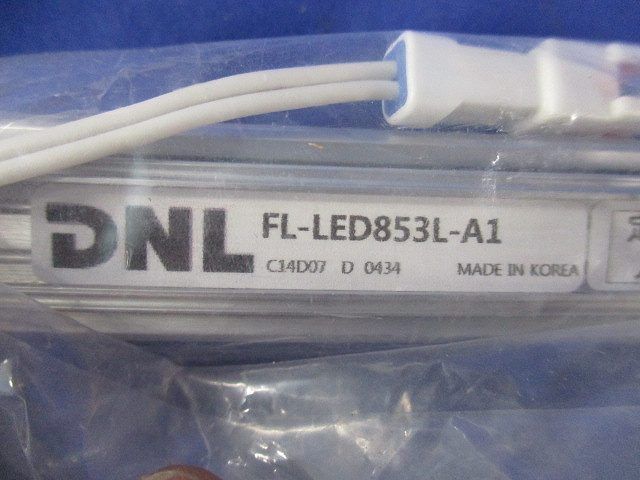 DNL
FL-LED853L-A1
C14D07 D 0434 MADE IN KOREA